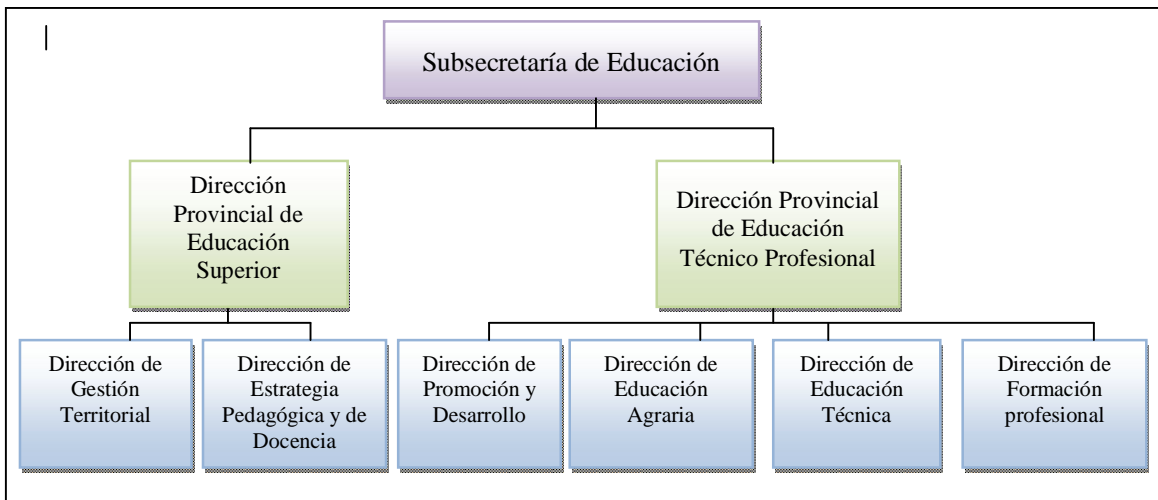 Subsecretaría de Educación
Dirección
Provincial de
Educación
Superior
Dirección Provincial
de Educación
Técnico Profesional
Dirección de
Gestión
Territorial
Dirección de
Estrategia
Pedagógica y de
Docencia
Dirección de
Promoción y
Desarrollo
Dirección de
Educación
Agraria
Dirección de
Educación
Técnica
Dirección de
Formación
profesional